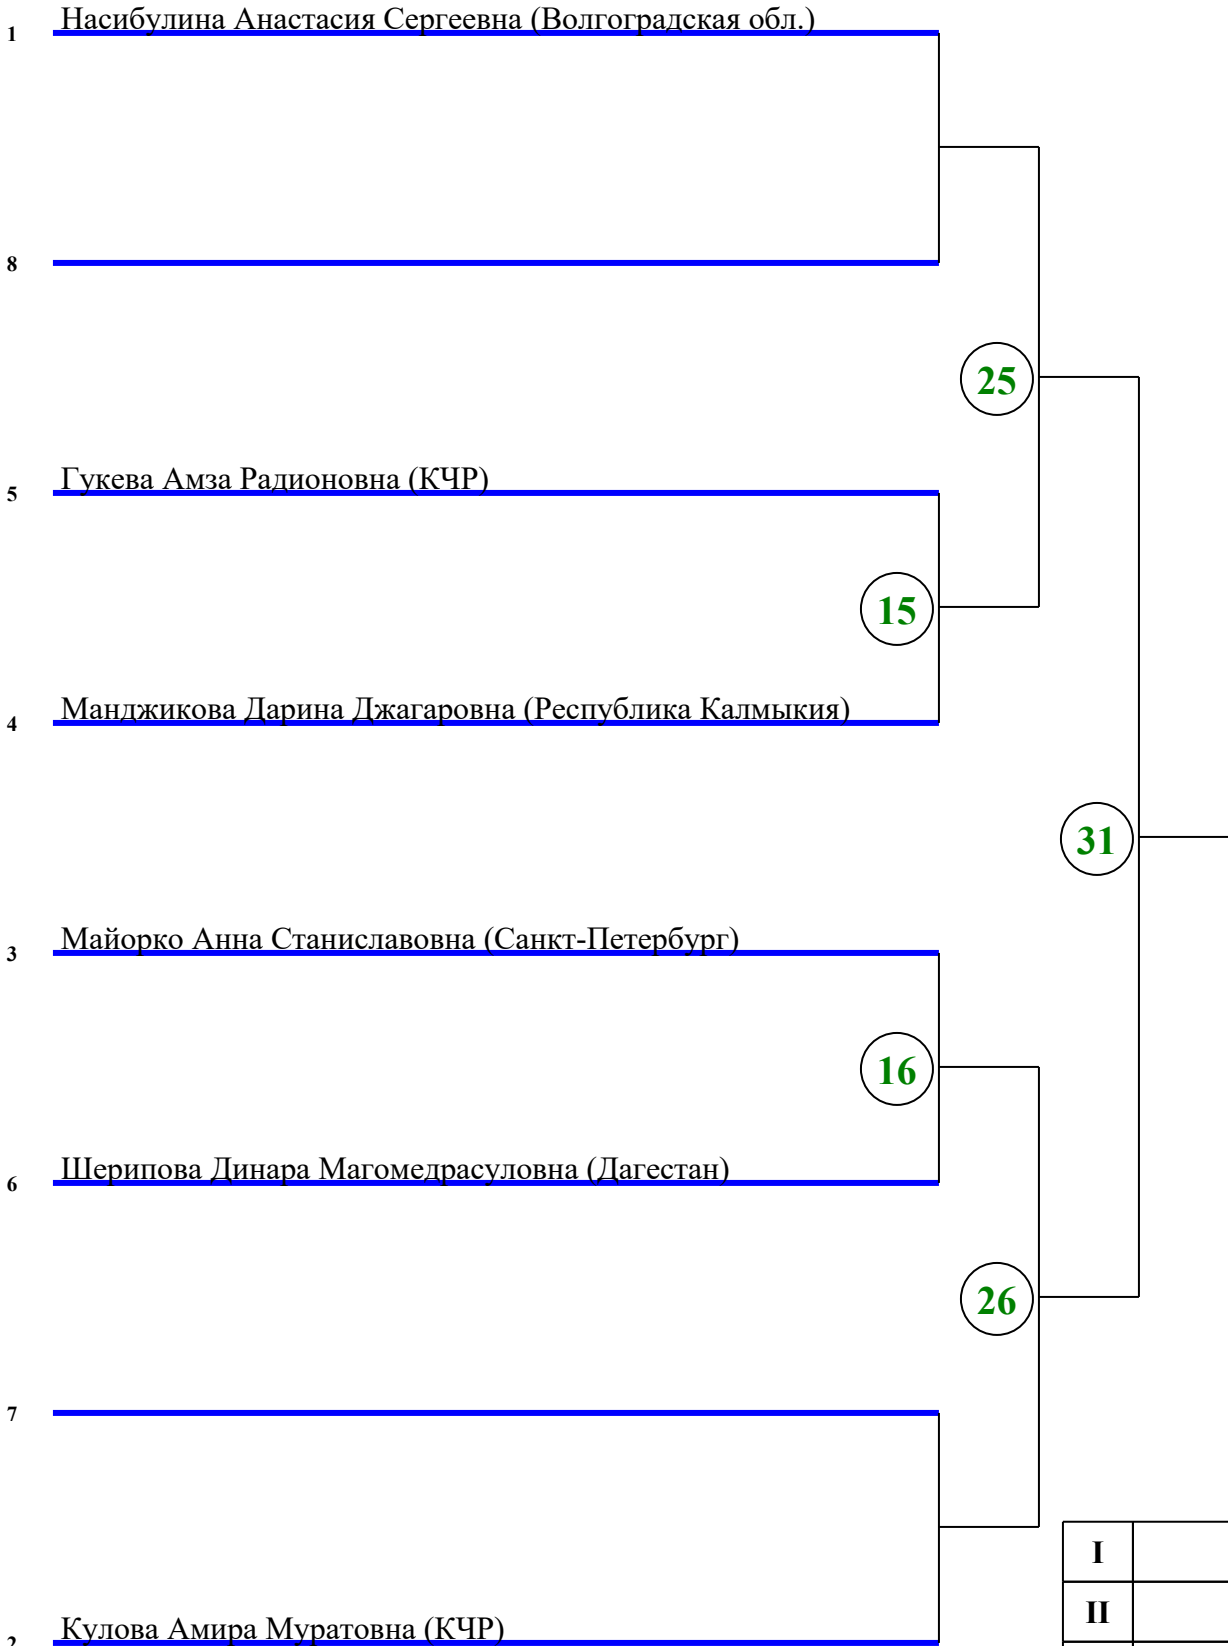 1 Насибулина Анастасия Сергеевна (Волгоградская обл.)
8
25
5 Гукева Амза Радионовна (КЧР)
15
4 Манджикова Дарина Джагаровна (Республика Калмыкия)
31
3 Майорко Анна Станиславовна (Санкт-Петербург)
16
6 Шерипова Динара Магомедрасуловна (Дагестан)
26
7
I
II
2 Кулова Амира Муратовна (КЧР)